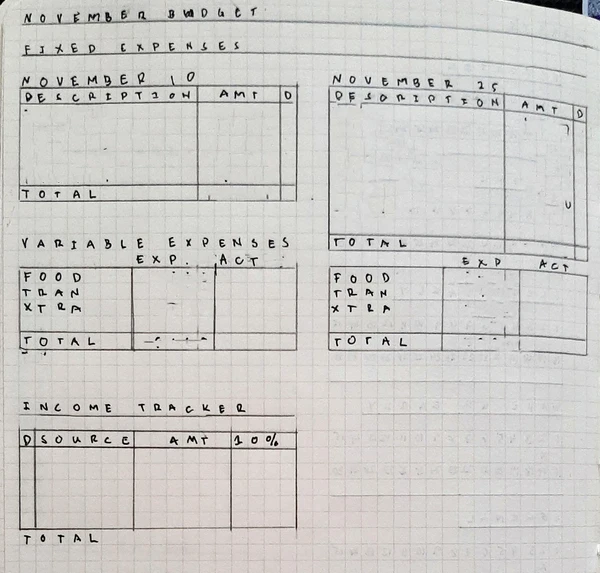 NOVEMBER BUDGET
FIXED EXPENSES
NOVEMBER 10
DESCRIPTION AMT D
TOTAL
NOVEMBER 25
DESCRIPTION AMT D
TOTAL
VARIABLE EXPENSES
EXP. ACT.
FOOD
TRAN
XTRA
TOTAL
EXP ACT
FOOD
TRAN
XTRA
TOTAL
INCOME TRACKER
D SOURCE AMT 10%
TOTAL